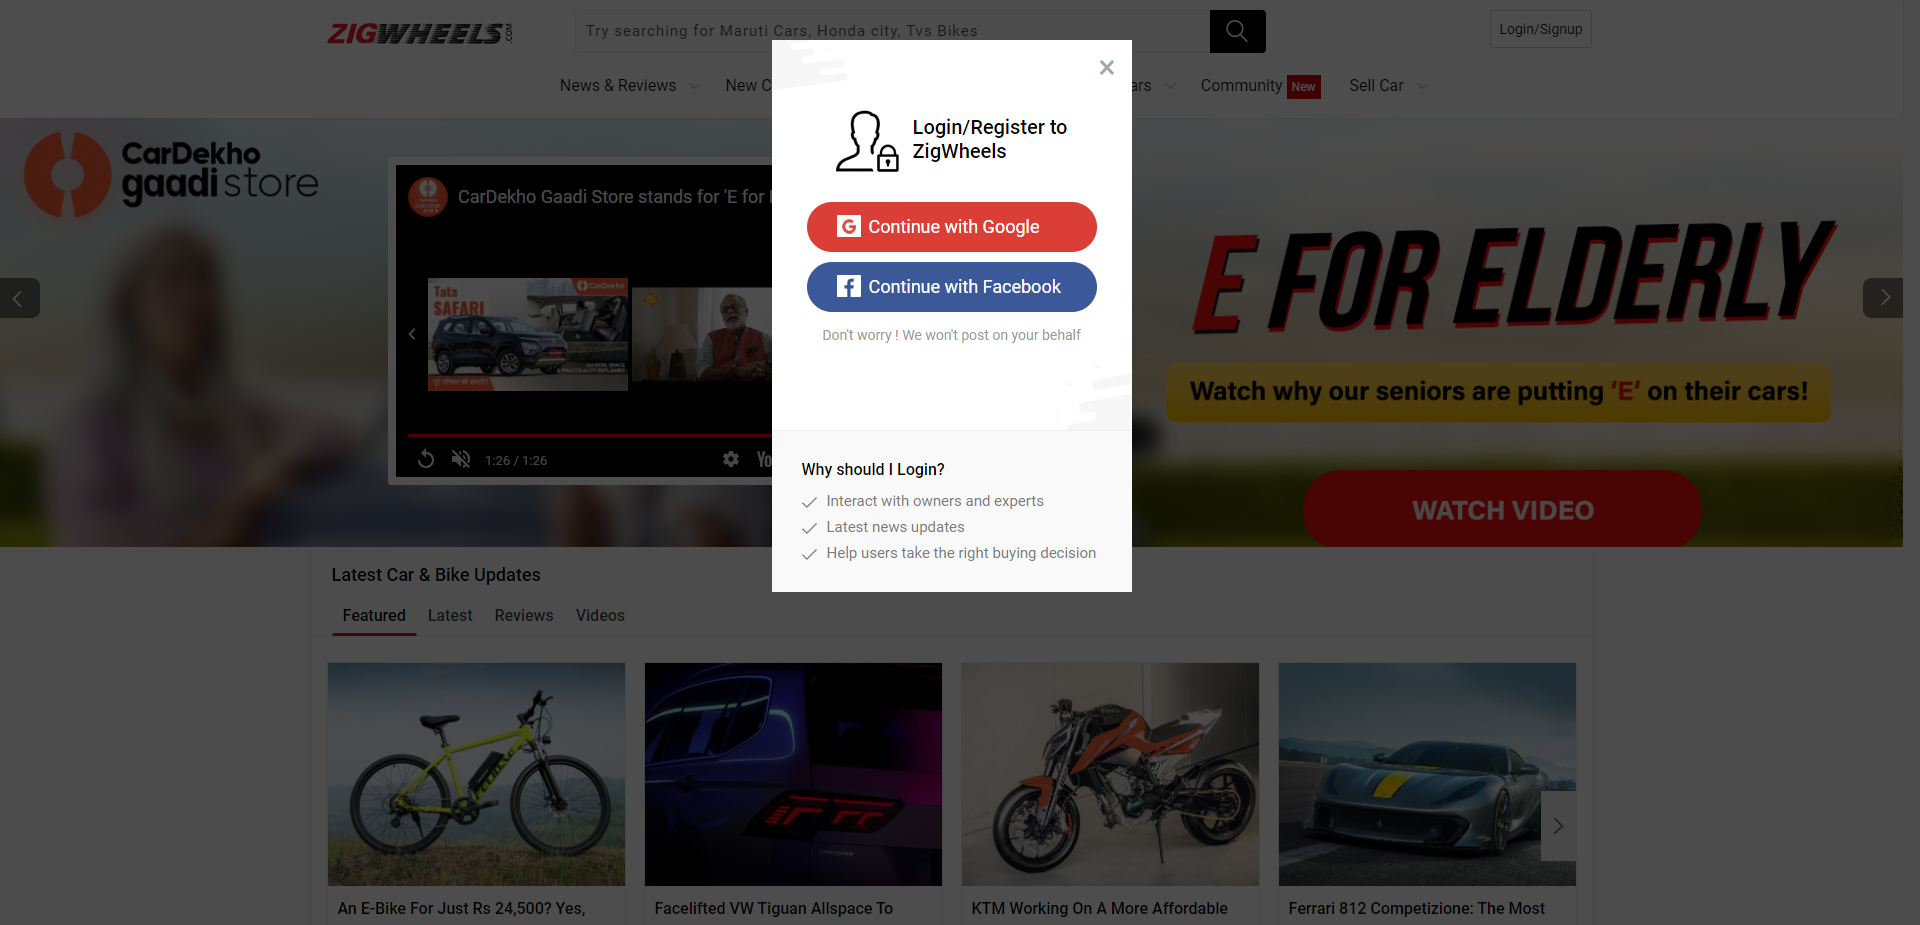 ZIGWHEELS.COM
Try searching for Maruti Cars, Honda city, Tvs Bikes
Login/Signup
News & Reviews
New C
ars
Community New
Sell Car
Login/Register to
ZigWheels
Continue with Google
Continue with Facebook
Don't worry ! We won't post on your behalf
Why should I Login?
Interact with owners and experts
Latest news updates
Help users take the right buying decision
CarDekho
gaadi store
CarDekho Gaadi Store stands for 'E for
Tata
SAFARI
CarDekho
1:26 / 1:26
E FOR ELDERLY
Watch why our seniors are putting 'E' on their cars!
WATCH VIDEO
Latest Car & Bike Updates
Featured
Latest
Reviews
Videos
An E-Bike For Just Rs 24,500? Yes,
Facelifted VW Tiguan Allspace To
KTM Working On A More Affordable
Ferrari 812 Competizione: The Most